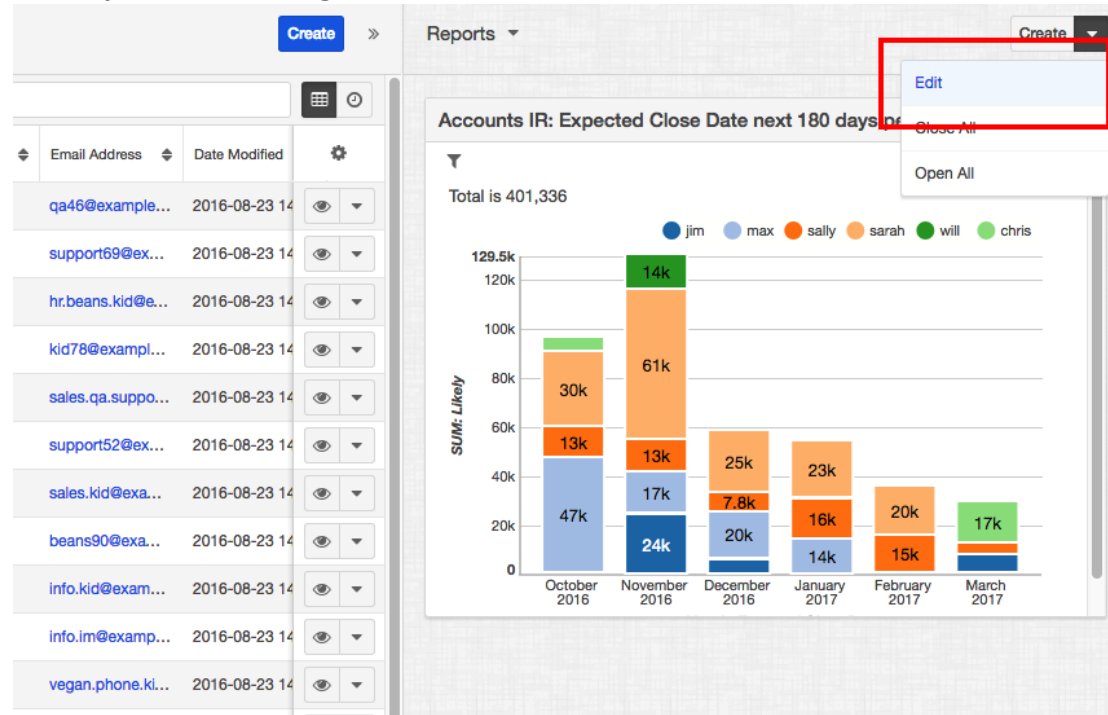 Create »
Email Address Date Modified
qa46@example... 2016-08-23 14
support69@ex... 2016-08-23 14
hr.beans.kid@e... 2016-08-23 14
kid78@exampl... 2016-08-23 14
sales.qa.suppo... 2016-08-23 14
support52@ex... 2016-08-23 14
sales.kid@exa... 2016-08-23 14
beans90@exa... 2016-08-23 14
info.kid@exam... 2016-08-23 14
info.im@examp... 2016-08-23 14
vegan.phone.ki... 2016-08-23 14
Reports Create
Edit
Close All
Open All
Accounts IR: Expected Close Date next 180 days pe
Total is 401,336
jim max sally sarah will chris
129.5k
120k
100k
80k
60k
40k
20k
0
SUM: Likely
30k
13k
47k
14k
61k
13k
17k
24k
25k
7.8k
20k
23k
16k
14k
20k
15k
17k
October November December January February March
2016 2016 2016 2017 2017 2017